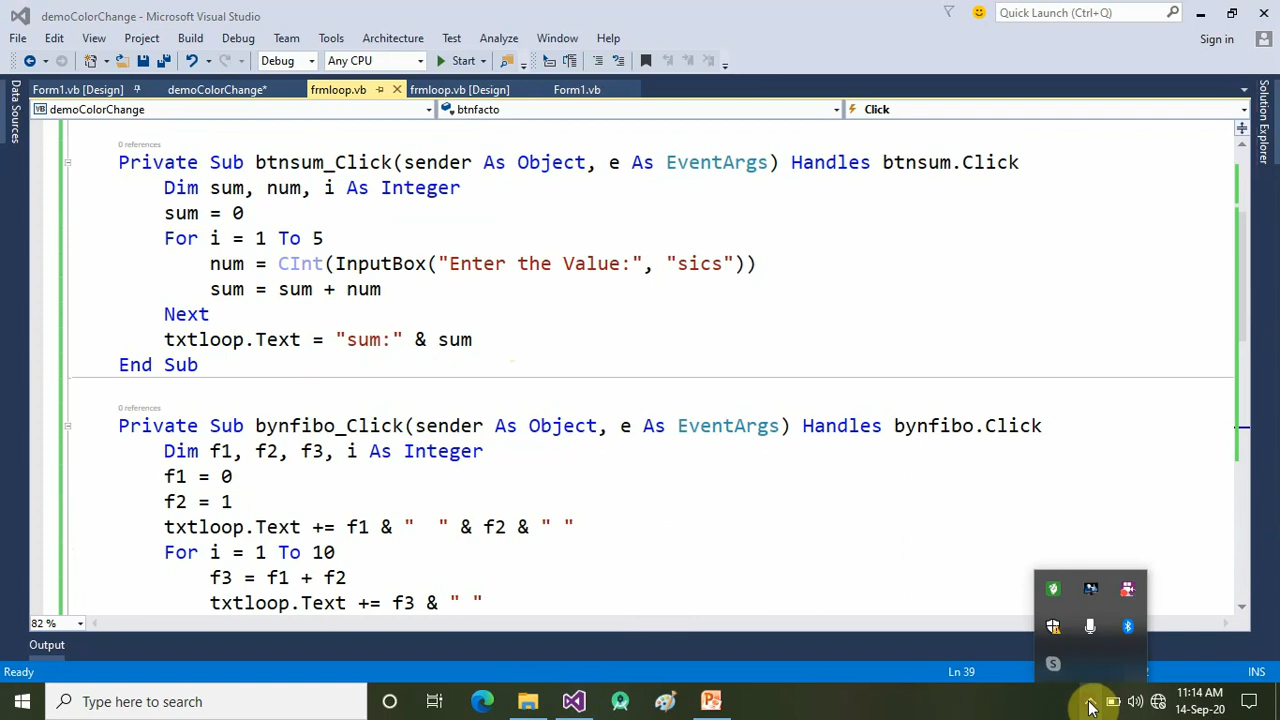 demoColorChange - Microsoft Visual Studio
Quick Launch (Ctrl+Q)
File Edit View Project Build Debug Team Tools Architecture Test Analyze Window Help
Sign in
Debug Any CPU Start
Form1.vb [Design] demoColorChange* frmloop.vb frmloop.vb [Design] Form1.vb
demoColorChange btnfacto Click
Data Sources
Solution Explorer
0 references
Private Sub btnsum_Click(sender As Object, e As EventArgs) Handles btnsum.Click
Dim sum, num, i As Integer
sum = 0
For i = 1 To 5
num = CInt(InputBox("Enter the Value:", "sics"))
sum = sum + num
Next
txtloop.Text = "sum:" & sum
End Sub
0 references
Private Sub bynfibo_Click(sender As Object, e As EventArgs) Handles bynfibo.Click
Dim f1, f2, f3, i As Integer
f1 = 0
f2 = 1
txtloop.Text += f1 & "  " & f2 & " "
For i = 1 To 10
f3 = f1 + f2
txtloop.Text += f3 & " "
82 %
Output
Ready Ln 39 INS
Type here to search
11:14 AM
14-Sep-20